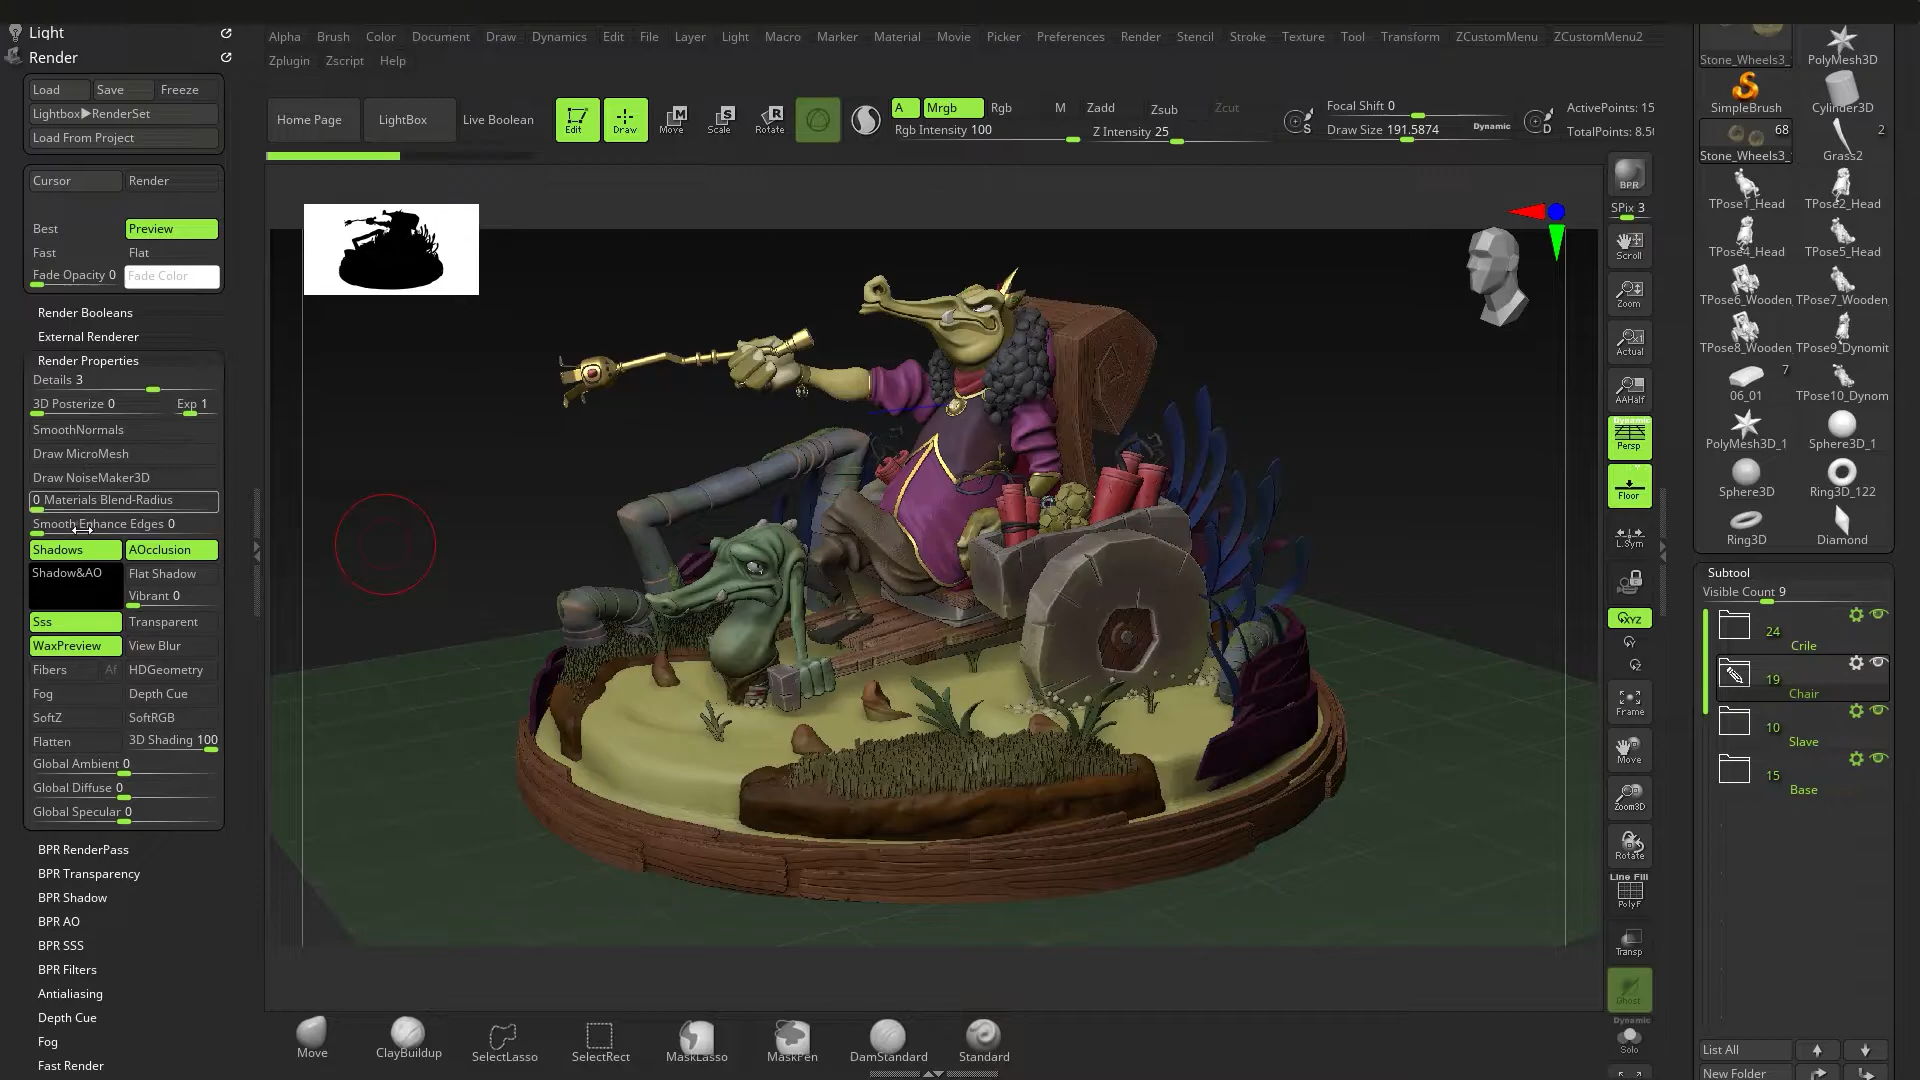 Light
Render
Load Save Freeze
Lightbox▶RenderSet
Load From Project
Cursor Render
Best Preview
Fast Flat
Fade Opacity 0 Fade Color
Render Booleans
External Renderer
Render Properties
Details 3
3D Posterize 0 Exp 1
SmoothNormals
Draw MicroMesh
Draw NoiseMaker3D
0 Materials Blend-Radius
Smooth Enhance Edges 0
Shadows AOcclusion
Shadow&AO Flat Shadow
Vibrant 0
Sss Transparent
WaxPreview View Blur
Fibers Af HDGeometry
Fog Depth Cue
SoftZ SoftRGB
Flatten 3D Shading 100
Global Ambient 0
Global Diffuse 0
Global Specular 0
BPR RenderPass
BPR Transparency
BPR Shadow
BPR AO
BPR SSS
BPR Filters
Antialiasing
Depth Cue
Fog
Fast Render
Alpha Brush Color Document Draw Dynamics Edit File Layer Light Macro Marker Material Movie Picker Preferences Render Stencil Stroke Texture Tool Transform ZCustomMenu ZCustomMenu2
Zplugin Zscript Help
Home Page LightBox Live Boolean Edit Draw Move Scale Rotate
A Mrgb Rgb M Zadd Zsub Zcut
Rgb Intensity 100 Z Intensity 25
S Focal Shift 0
Draw Size 191.5874 Dynamic D
ActivePoints: 15
TotalPoints: 8.50
BPR
SPix 3
Scroll
Zoom
Actual
AAHalf
Dynamic
Persp
Floor
L.Sym
XYZ
Frame
Move
Zoom3D
Rotate
Line Fill
PolyF
Transp
Ghost
Dynamic
Solo
Stone_Wheels3_ PolyMesh3D
SimpleBrush Cylinder3D
68 2
Stone_Wheels3_ Grass2
TPose1_Head TPose2_Head
TPose4_Head TPose5_Head
TPose6_Wooden TPose7_Wooden
TPose8_Wooden TPose9_Dynomit
7
06_01 TPose10_Dynom
PolyMesh3D_1 Sphere3D_1
Sphere3D Ring3D_122
Ring3D Diamond
Subtool
Visible Count 9
24
Crile
19
Chair
10
Slave
15
Base
List All
New Folder
Move ClayBuildup SelectLasso SelectRect MaskLasso MaskPen DamStandard Standard